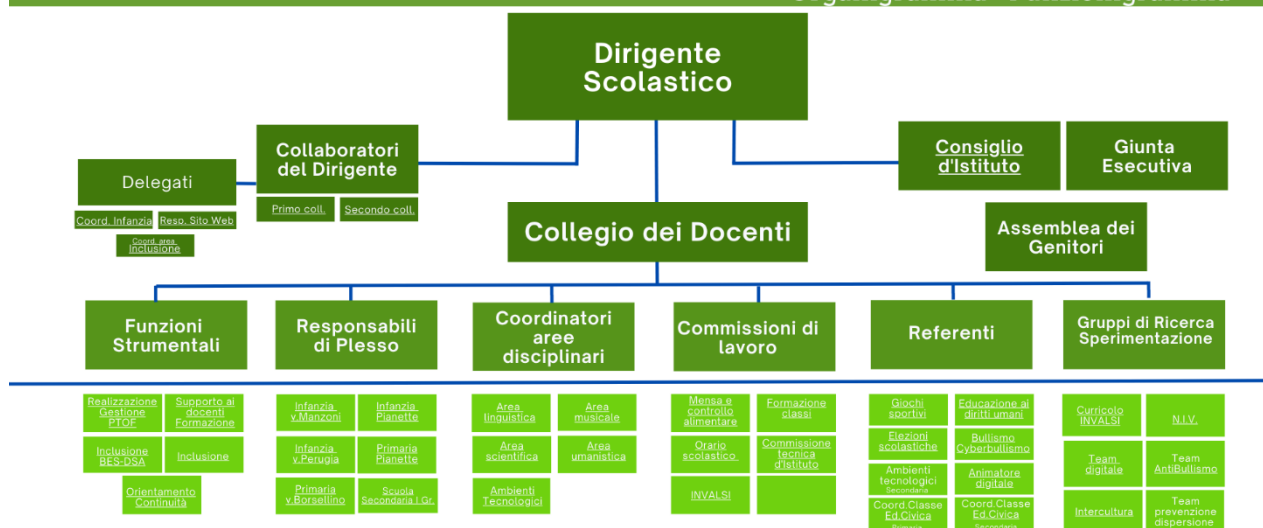 Dirigente
Scolastico
Collaboratori
del Dirigente
Primo coll.
Secondo coll.
Delegati
Coord. Infanzia
Resp. Sito Web
Coord. area
Inclusione
Consiglio
d'Istituto
Giunta
Esecutiva
Collegio dei Docenti
Assemblea dei
Genitori
Funzioni
Strumentali
Responsabili
di Plesso
Coordinatori
aree
disciplinari
Commissioni di
lavoro
Referenti
Gruppi di Ricerca
Sperimentazione
Realizzazione
Gestione
PTOF
Supporto ai
docenti
Formazione
Inclusione
BES-DSA
Inclusione
Orientamento
Continuità
Infanzia
v.Manzoni
Infanzia
Pianette
Infanzia
v.Perugia
Primaria
Pianette
Primaria
v.Borsellino
Scuola
Secondaria I Gr.
Area
linguistica
Area
musicale
Area
scientifica
Area
umanistica
Ambienti
Tecnologici
Mensa e
controllo
alimentare
Formazione
classi
Orario
scolastico
Commissione
tecnica
d'Istituto
INVALSI
Giochi
sportivi
Educazione ai
diritti umani
Elezioni
scolastiche
Bullismo
Cyberbullismo
Ambienti
tecnologici
Secondaria
Animatore
digitale
Coord.Classe
Ed.Civica
Coord.Classe
Ed.Civica
Curricolo
INVALSI
N.I.V.
Team
digitale
Team
AntiBullismo
Intercultura
Team
prevenzione
dispersione